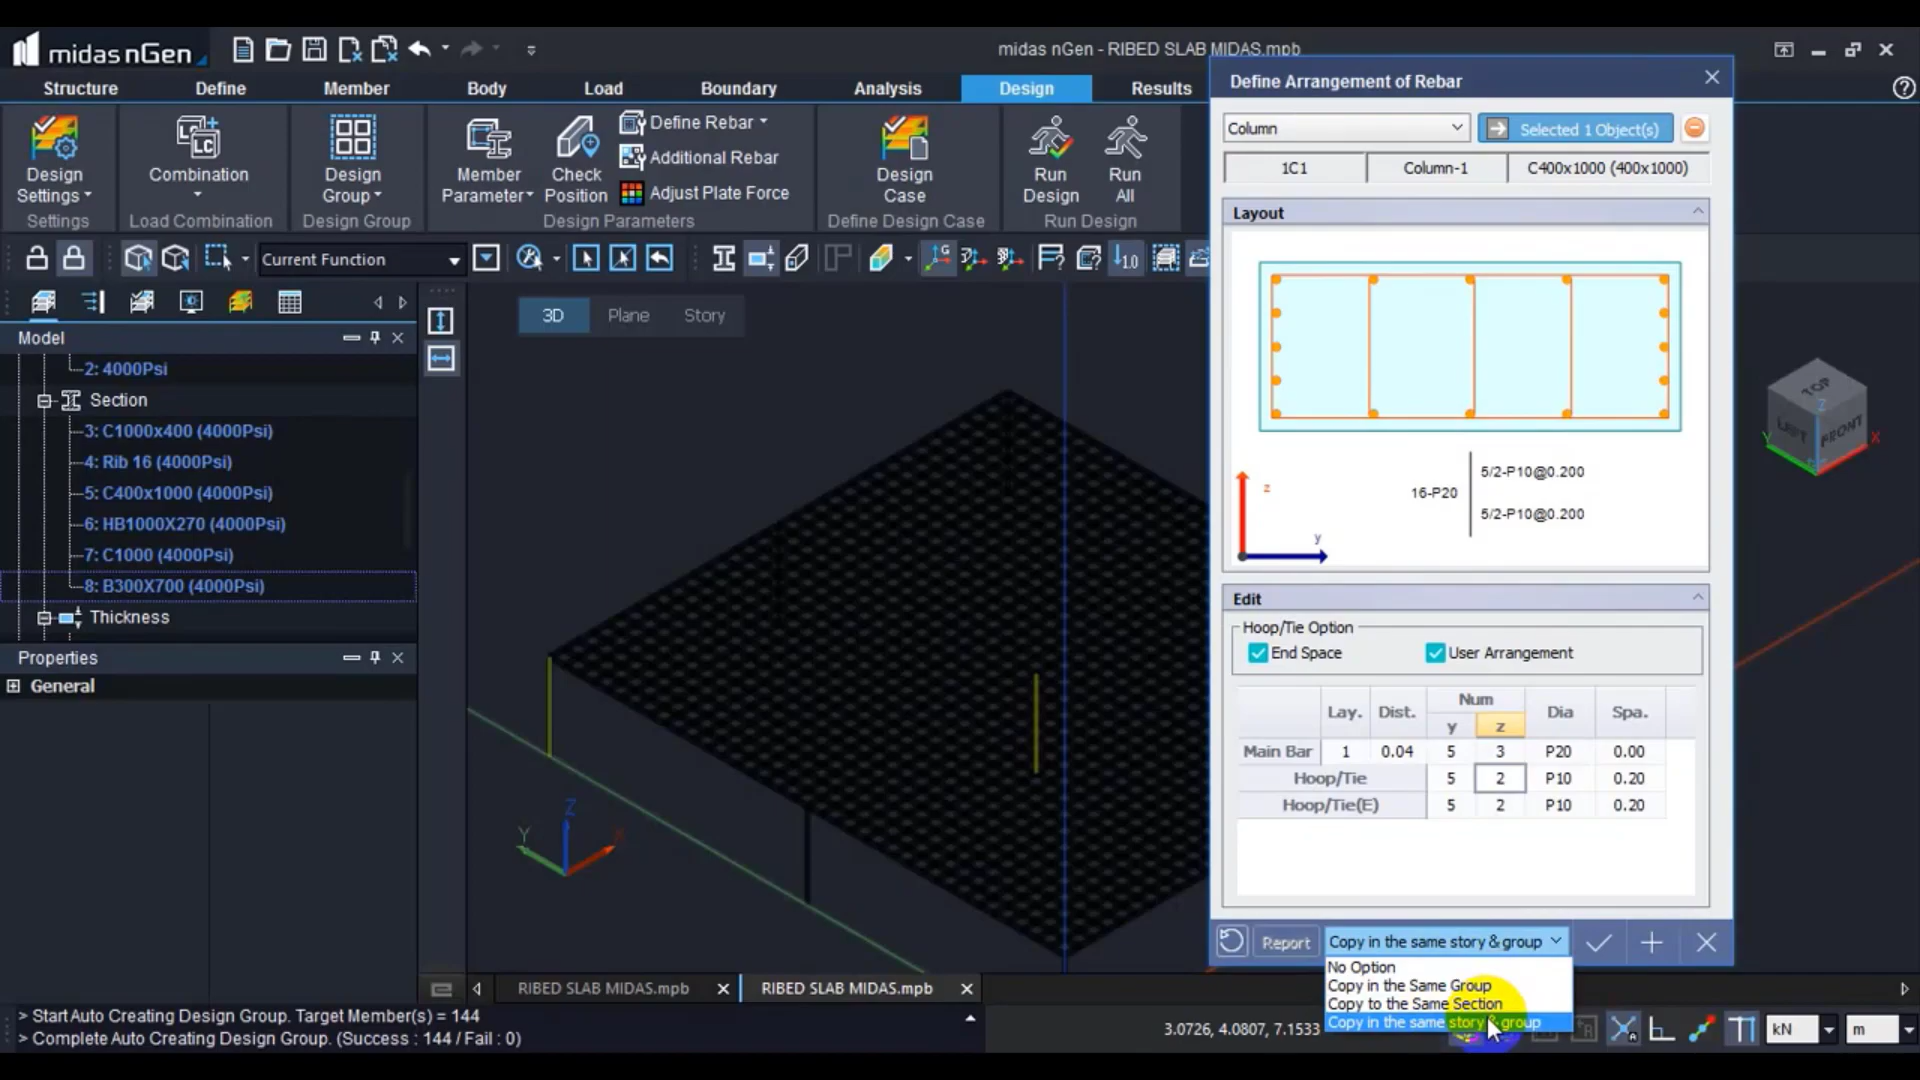 midas nGen
midas nGen - RIBED SLAB MIDAS.mpb
Structure Define Member Body Load Boundary Analysis Design Results
Design Settings
Settings
Combination
Load Combination
Design Group
Design Group
Member Parameter
Check Position
Define Rebar
Additional Rebar
Adjust Plate Force
Design Parameters
Design Case
Define Design Case
Run Design
Run All
Run Design
Current Function
1.0
Model
2: 4000Psi
Section
3: C1000x400 (4000Psi)
4: Rib 16 (4000Psi)
5: C400x1000 (4000Psi)
6: HB1000X270 (4000Psi)
7: C1000 (4000Psi)
8: B300X700 (4000Psi)
Thickness
Properties
General
3D Plane Story
Z
Y
X
TOP
LEFT FRONT
Z
Y
X
Define Arrangement of Rebar
Column
Selected 1 Object(s)
1C1 Column-1 C400x1000 (400x1000)
Layout
16-P20
5/2-P10@0.200
5/2-P10@0.200
z
y
Edit
Hoop/Tie Option
End Space User Arrangement
Lay. Dist. Num Dia Spa.
y z
Main Bar 1 0.04 5 3 P20 0.00
Hoop/Tie 5 2 P10 0.20
Hoop/Tie(E) 5 2 P10 0.20
Report Copy in the same story & group
No Option
Copy in the Same Group
Copy to the Same Section
Copy in the same story & group
RIBED SLAB MIDAS.mpb
RIBED SLAB MIDAS.mpb
> Start Auto Creating Design Group. Target Member(s) = 144
> Complete Auto Creating Design Group. (Success : 144 / Fail : 0)
3.0726, 4.0807, 7.1533
kN m